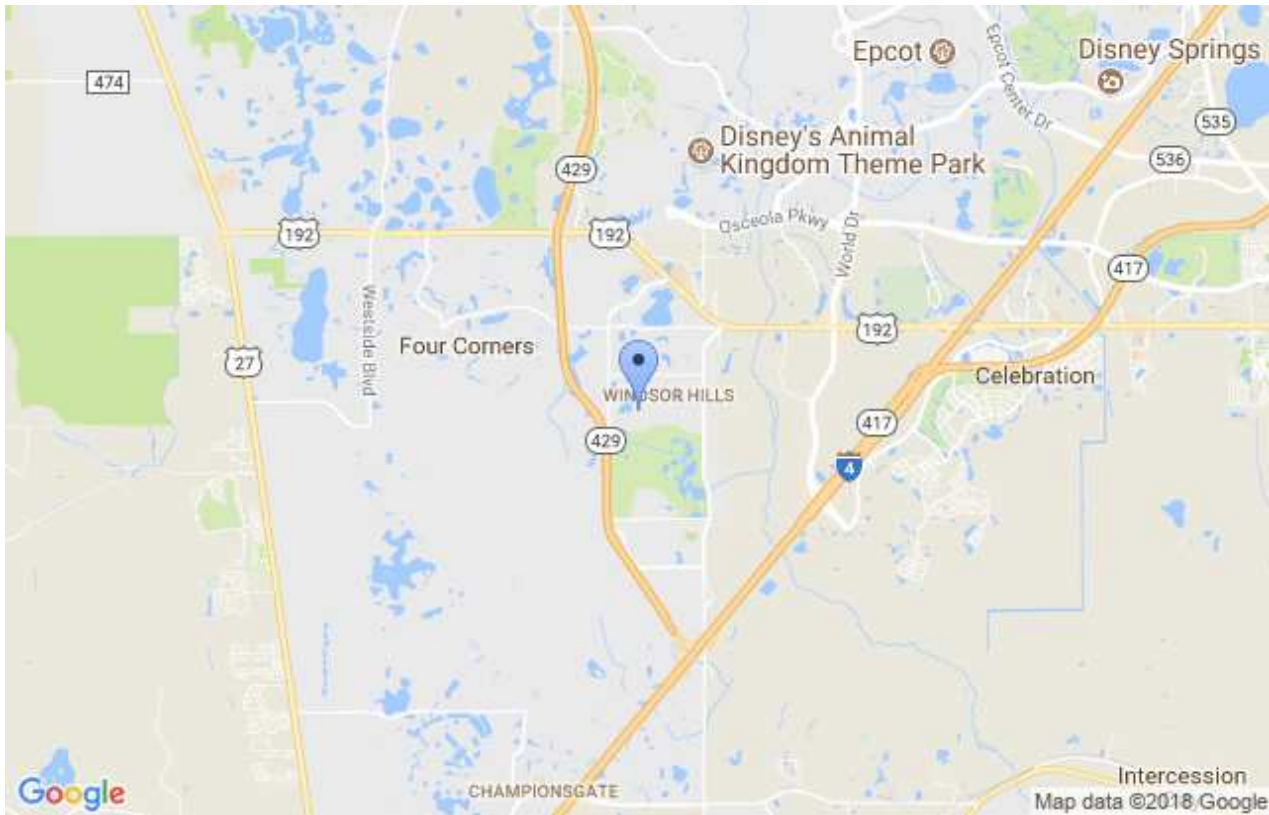 Epcot
Disney Springs
Epcot Center Dr
474
535
Disney's Animal
Kingdom Theme Park
536
429
Osceola Pkwy
World Dr
192
192
417
Westside Blvd
192
Four Corners
27
Celebration
WINDSOR HILLS
417
429
4
CHAMPIONSGATE
Intercession
Google
Map data ©2018 Google